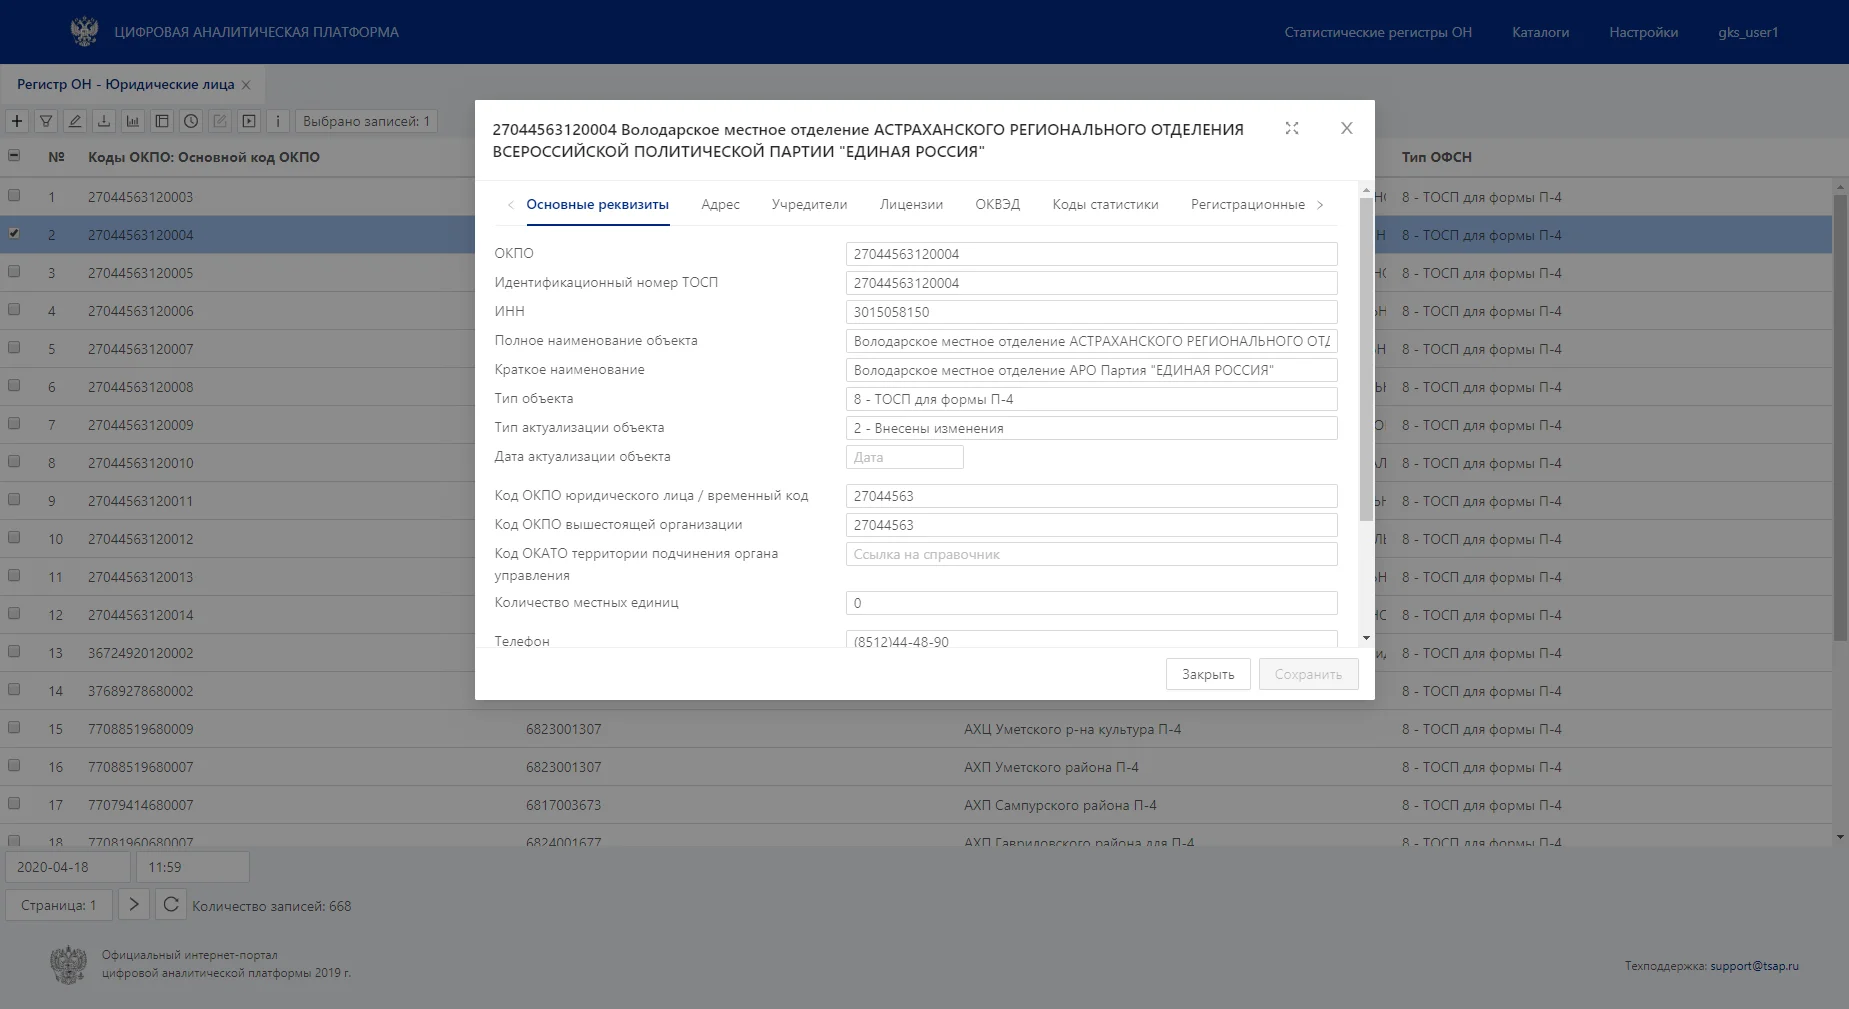 ЦИФРОВАЯ АНАЛИТИЧЕСКАЯ ПЛАТФОРМА
Статистические регистры ОН Каталоги Настройки gks_user1
Регистр ОН - Юридические лица
Выбрано записей: 1
№ Коды ОКПО: Основной код ОКПО Тип ОФСН
1 27044563120003 8 - ТОСП для формы П-4
2 27044563120004 8 - ТОСП для формы П-4
3 27044563120005 8 - ТОСП для формы П-4
4 27044563120006 8 - ТОСП для формы П-4
5 27044563120007 8 - ТОСП для формы П-4
6 27044563120008 8 - ТОСП для формы П-4
7 27044563120009 8 - ТОСП для формы П-4
8 27044563120010 8 - ТОСП для формы П-4
9 27044563120011 8 - ТОСП для формы П-4
10 27044563120012 8 - ТОСП для формы П-4
11 27044563120013 8 - ТОСП для формы П-4
12 27044563120014 8 - ТОСП для формы П-4
13 36724920120002 8 - ТОСП для формы П-4
14 37689278680002 8 - ТОСП для формы П-4
15 77088519680009 6823001307 АХЦ Уметского р-на культура П-4 8 - ТОСП для формы П-4
16 77088519680007 6823001307 АХП Уметского района П-4 8 - ТОСП для формы П-4
17 77079414680007 6817003673 АХП Сампурского района П-4 8 - ТОСП для формы П-4
18 77081960680007 6824001677 АХП Гавриловского района для П-4 8 - ТОСП для формы П-4
27044563120004 Володарское местное отделение АСТРАХАНСКОГО РЕГИОНАЛЬНОГО ОТДЕЛЕНИЯ
ВСЕРОССИЙСКОЙ ПОЛИТИЧЕСКОЙ ПАРТИИ "ЕДИНАЯ РОССИЯ"
Основные реквизиты Адрес Учредители Лицензии ОКВЭД Коды статистики Регистрационные
ОКПО 27044563120004
Идентификационный номер ТОСП 27044563120004
ИНН 3015058150
Полное наименование объекта Володарское местное отделение АСТРАХАНСКОГО РЕГИОНАЛЬНОГО ОТД
Краткое наименование Володарское местное отделение АРО Партия "ЕДИНАЯ РОССИЯ"
Тип объекта 8 - ТОСП для формы П-4
Тип актуализации объекта 2 - Внесены изменения
Дата актуализации объекта Дата
Код ОКПО юридического лица / временный код 27044563
Код ОКПО вышестоящей организации 27044563
Код ОКАТО территории подчинения органа
управления Ссылка на справочник
Количество местных единиц 0
Телефон (8512)44-48-90
Закрыть Сохранить
2020-04-18 11:59
Страница: 1 Количество записей: 668
Официальный интернет-портал
цифровой аналитической платформы 2019 г.
Техподдержка: support@tsap.ru